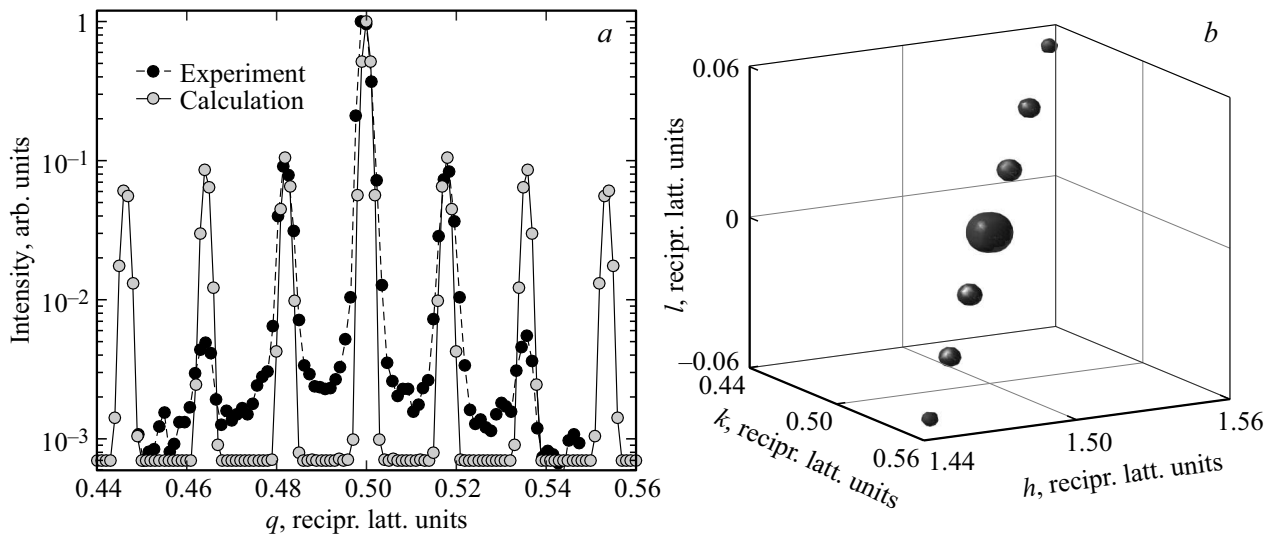 a
Experiment
Calculation
Intensity, arb. units
1
10–1
10–2
10–3
0.44
0.46
0.48
0.50
0.52
0.54
0.56
q, recipr. latt. units
b
l, recipr. latt. units
0.06
0
–0.06
0.44
0.50
0.56
k, recipr. latt. units
1.44
1.50
1.56
h, recipr. latt. units